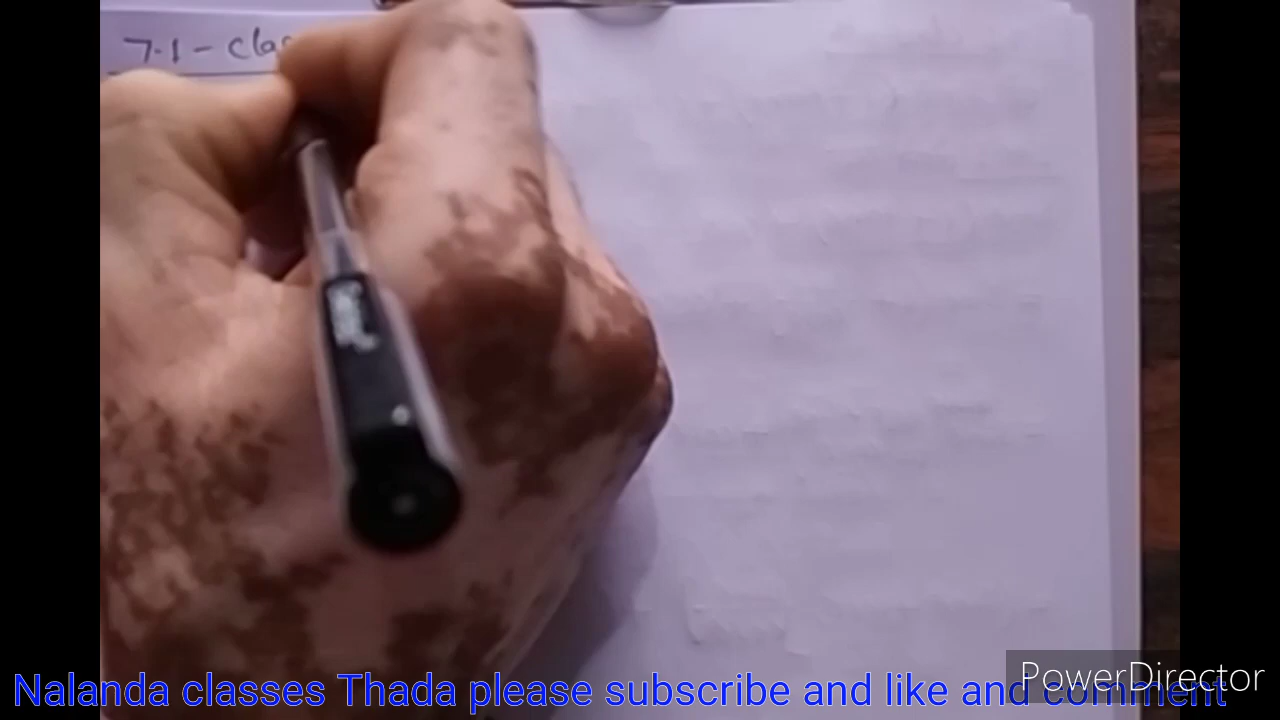 7.1 - Clas
PowerDirector
Nalanda classes Thada please subscribe and like and comment